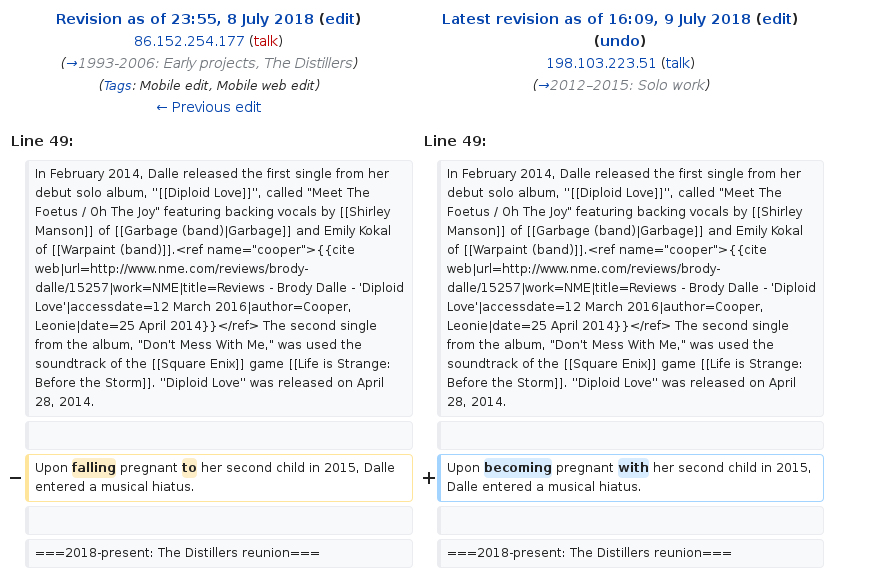 Revision as of 23:55, 8 July 2018 (edit)
86.152.254.177 (talk)
(→1993-2006: Early projects, The Distillers)
(Tags: Mobile edit, Mobile web edit)
← Previous edit
Latest revision as of 16:09, 9 July 2018 (edit)
(undo)
198.103.223.51 (talk)
(→2012–2015: Solo work)
Line 49:
In February 2014, Dalle released the first single from her
debut solo album, ''[[Diploid Love]]'', called "Meet The
Foetus / Oh The Joy" featuring backing vocals by [[Shirley
Manson]] of [[Garbage (band)|Garbage]] and Emily Kokal
of [[Warpaint (band)]].<ref name="cooper">{{cite
web|url=http://www.nme.com/reviews/brody-
dalle/15257|work=NME|title=Reviews - Brody Dalle - 'Diploid
Love'|accessdate=12 March 2016|author=Cooper,
Leonie|date=25 April 2014}}</ref> The second single
from the album, "Don't Mess With Me," was used the
soundtrack of the [[Square Enix]] game [[Life is Strange:
Before the Storm]]. ''Diploid Love'' was released on April
28, 2014.
− Upon falling pregnant to her second child in 2015, Dalle
entered a musical hiatus.
===2018-present: The Distillers reunion===
Line 49:
In February 2014, Dalle released the first single from her
debut solo album, ''[[Diploid Love]]'', called "Meet The
Foetus / Oh The Joy" featuring backing vocals by [[Shirley
Manson]] of [[Garbage (band)|Garbage]] and Emily Kokal
of [[Warpaint (band)]].<ref name="cooper">{{cite
web|url=http://www.nme.com/reviews/brody-
dalle/15257|work=NME|title=Reviews - Brody Dalle - 'Diploid
Love'|accessdate=12 March 2016|author=Cooper,
Leonie|date=25 April 2014}}</ref> The second single
from the album, "Don't Mess With Me," was used the
soundtrack of the [[Square Enix]] game [[Life is Strange:
Before the Storm]]. ''Diploid Love'' was released on April
28, 2014.
+ Upon becoming pregnant with her second child in 2015,
Dalle entered a musical hiatus.
===2018-present: The Distillers reunion===